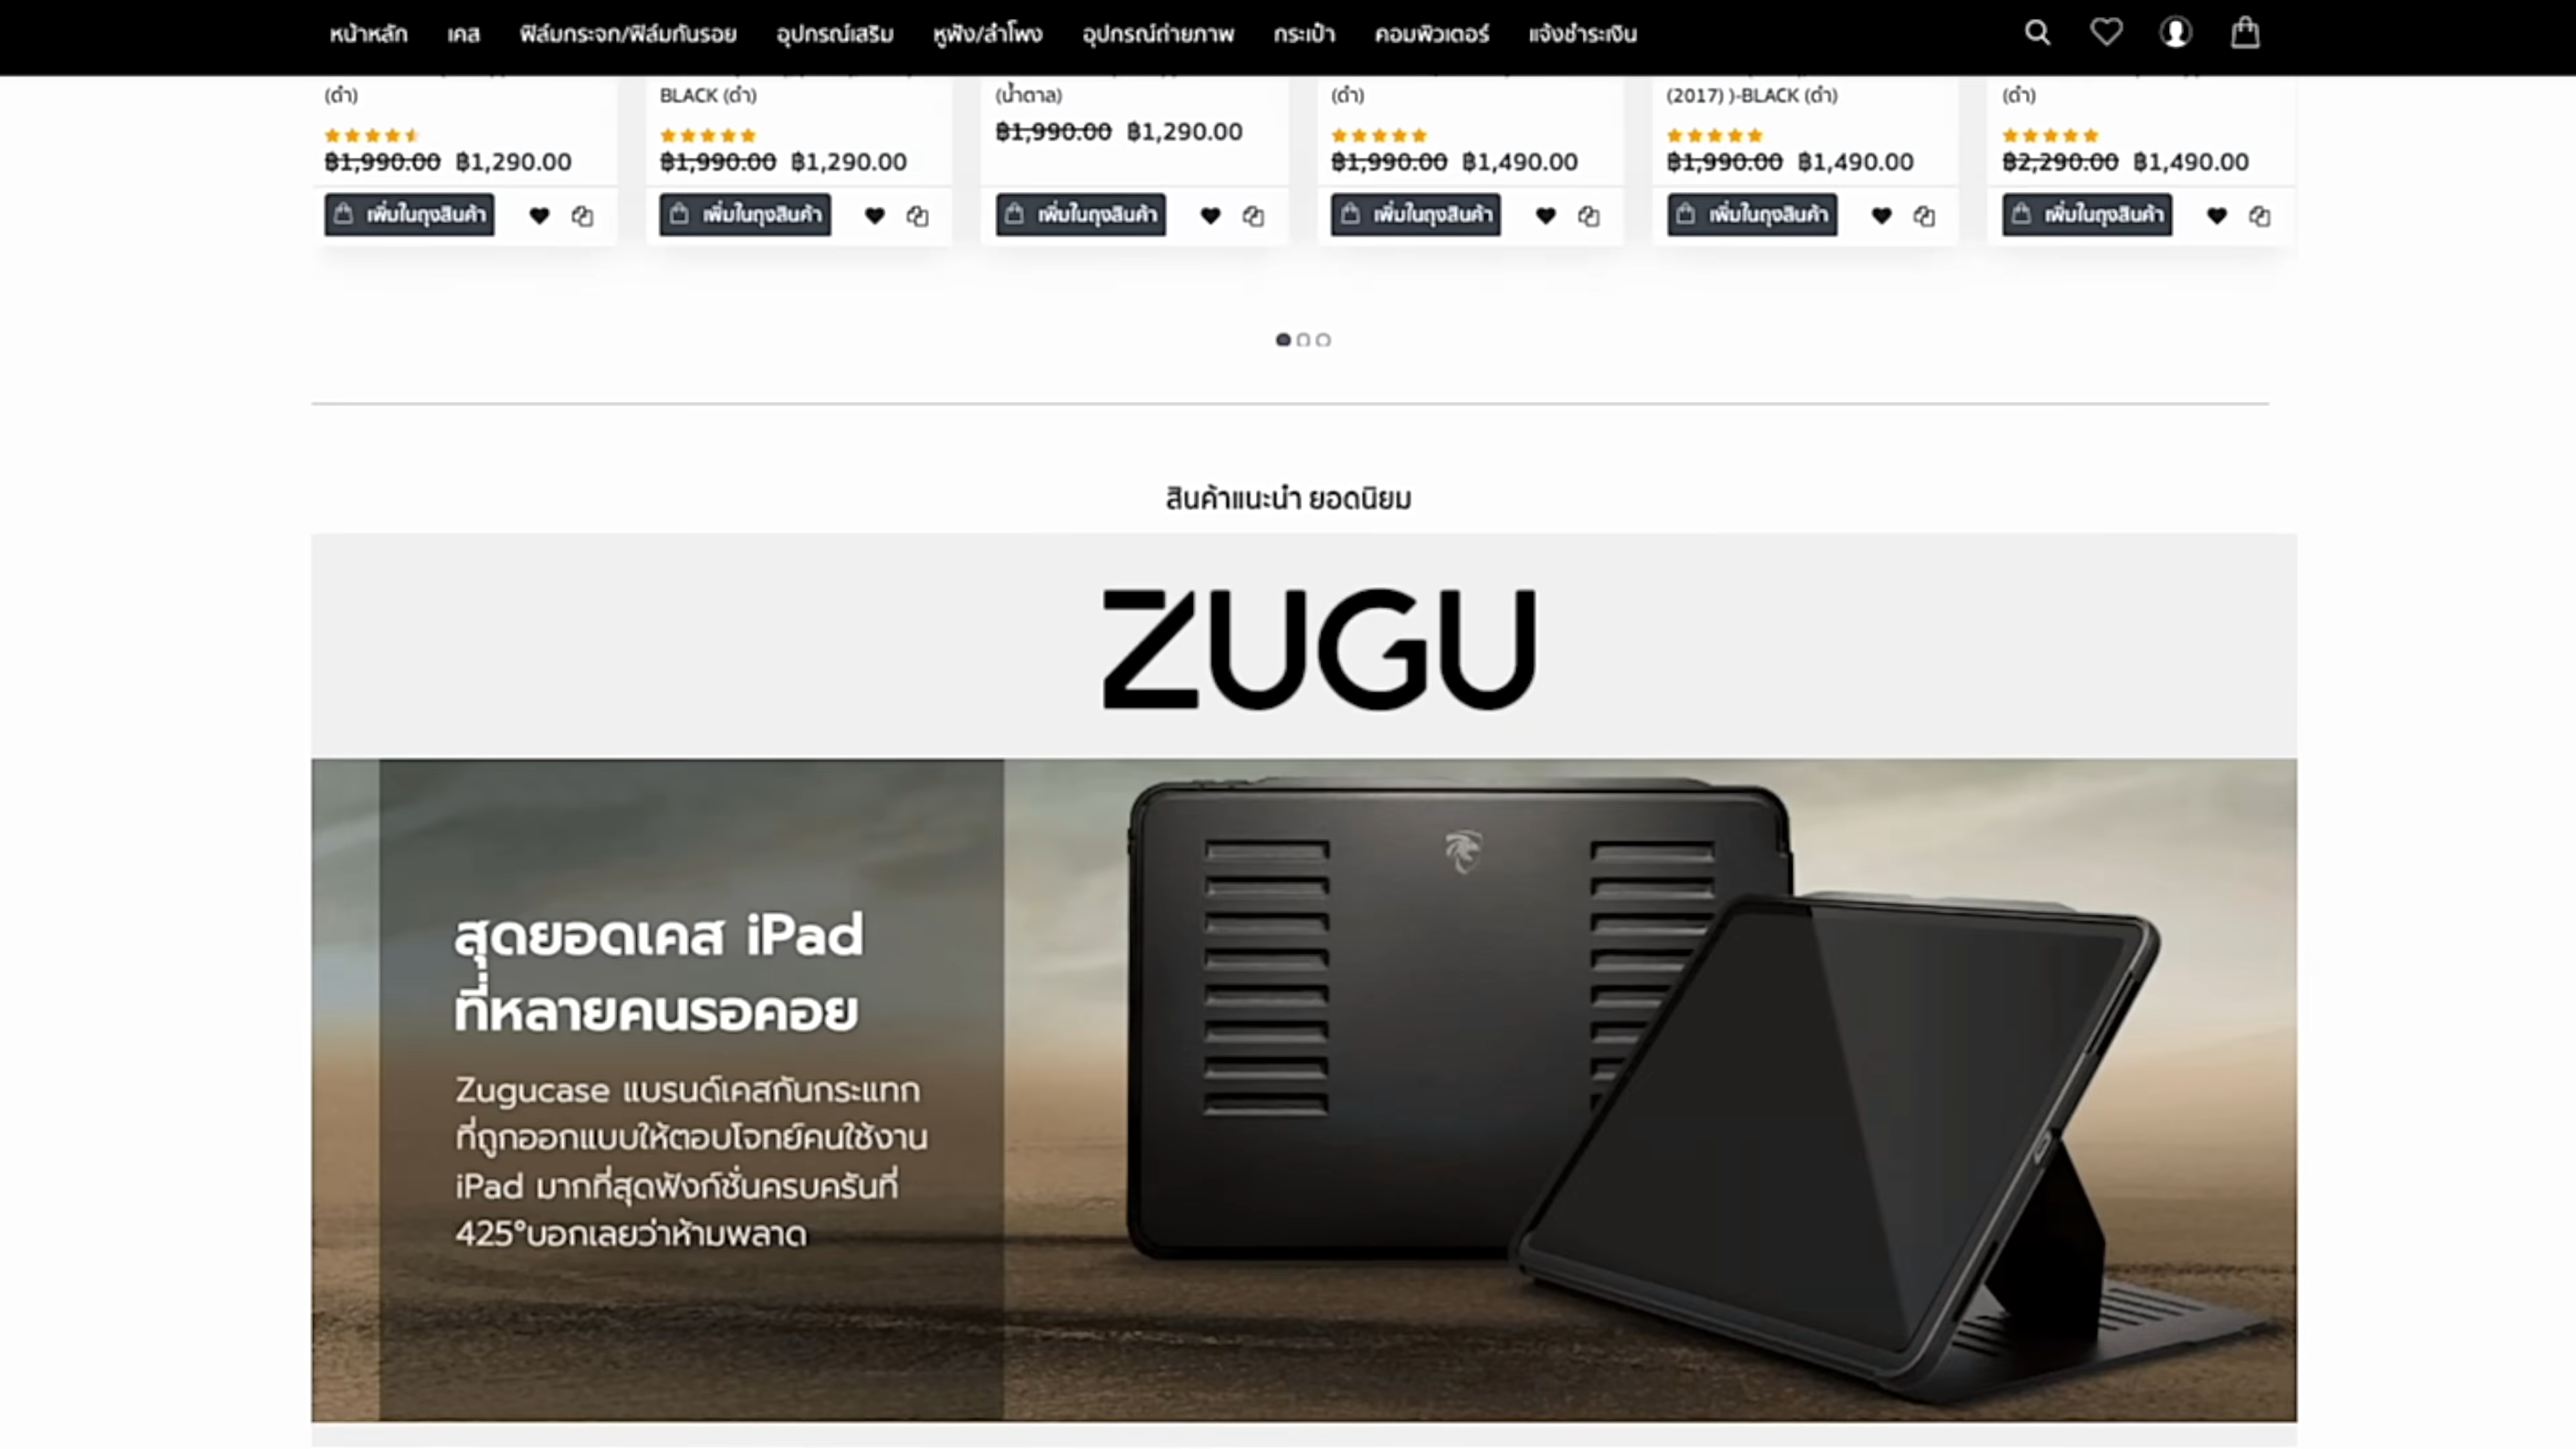 หน้าหลัก เคส ฟิล์มกระจก/ฟิล์มกันรอย อุปกรณ์เสริม หูฟัง/ลำโพง อุปกรณ์ถ่ายภาพ กระเป๋า คอมพิวเตอร์ แจ้งชำระเงิน
(ดำ) BLACK (ดำ) (น้ำตาล) (ดำ) (2017) )-BLACK (ดำ) (ดำ)
฿1,990.00 ฿1,290.00 ฿1,990.00 ฿1,290.00 ฿1,990.00 ฿1,290.00 ฿1,990.00 ฿1,490.00 ฿1,990.00 ฿1,490.00 ฿2,290.00 ฿1,490.00
เพิ่มในถุงสินค้า เพิ่มในถุงสินค้า เพิ่มในถุงสินค้า เพิ่มในถุงสินค้า เพิ่มในถุงสินค้า เพิ่มในถุงสินค้า
สินค้าแนะนำ ยอดนิยม
ZUGU
สุดยอดเคส iPad
ที่หลายคนรอคอย
Zugucase แบรนด์เคสกันกระแทก
ที่ถูกออกแบบให้ตอบโจทย์คนใช้งาน
iPad มากที่สุดฟังก์ชั่นครบครันที่
425°บอกเลยว่าห้ามพลาด